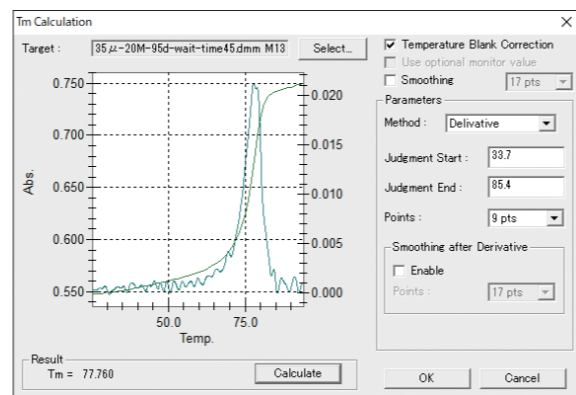 Tm Calculation
Target : 35μ-20M-95d-wait-time45.dmm M13 Select...
Temperature Blank Correction
Use optional monitor value
Smoothing 17 pts
Parameters
Method : Derivative
Judgment Start : 33.7
Judgment End : 85.4
Points : 9 pts
Smoothing after Derivative
Enable
Points : 17 pts
0.750
0.700
0.650
0.600
0.550
Abs.
0.020
0.015
0.010
0.005
0.000
50.0 75.0
Temp.
Result
Tm = 77.760 Calculate
OK Cancel